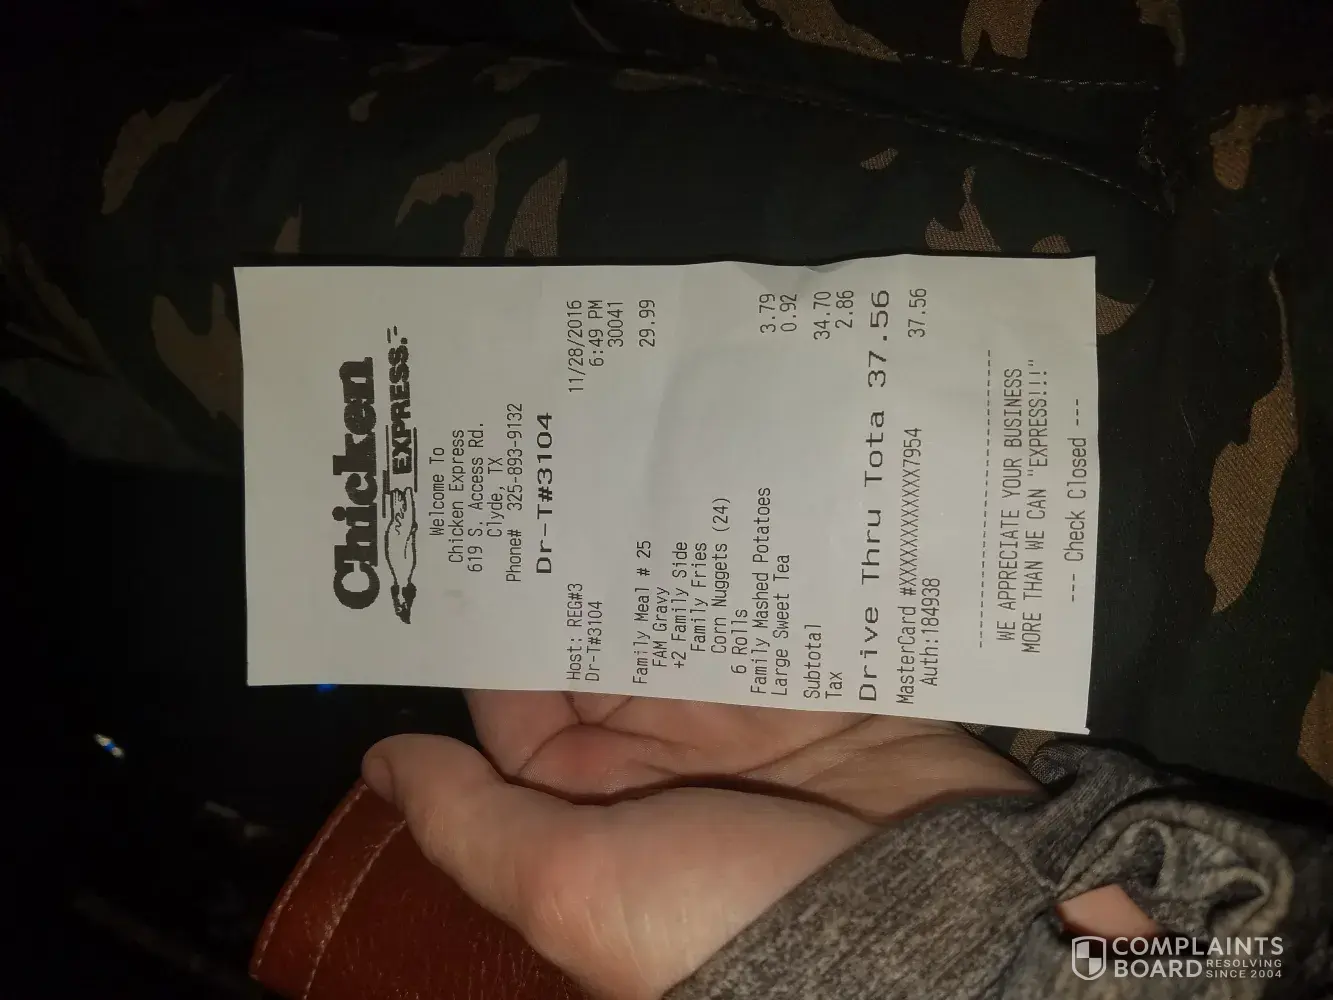 Chicken
EXPRESS.
Welcome To
Chicken Express
619 S. Access Rd.
Clyde, TX
Phone# 325-893-9132
Dr-T#3104
Host: REG#3 11/28/2016
Dr-T#3104 6:49 PM
30041
Family Meal # 25 29.99
FAM Gravy
+2 Family Side
Family Fries
Corn Nuggets (24)
6 Rolls
Family Mashed Potatoes 3.79
Large Sweet Tea 0.92
Subtotal 34.70
Tax 2.86
Drive Thru Tota 37.56
MasterCard #XXXXXXXXXXXX7954 37.56
Auth:184938
WE APPRECIATE YOUR BUSINESS
MORE THAN WE CAN "EXPRESS!!!"
--- Check Closed ---
COMPLAINTS
BOARD RESOLVING
SINCE 2004